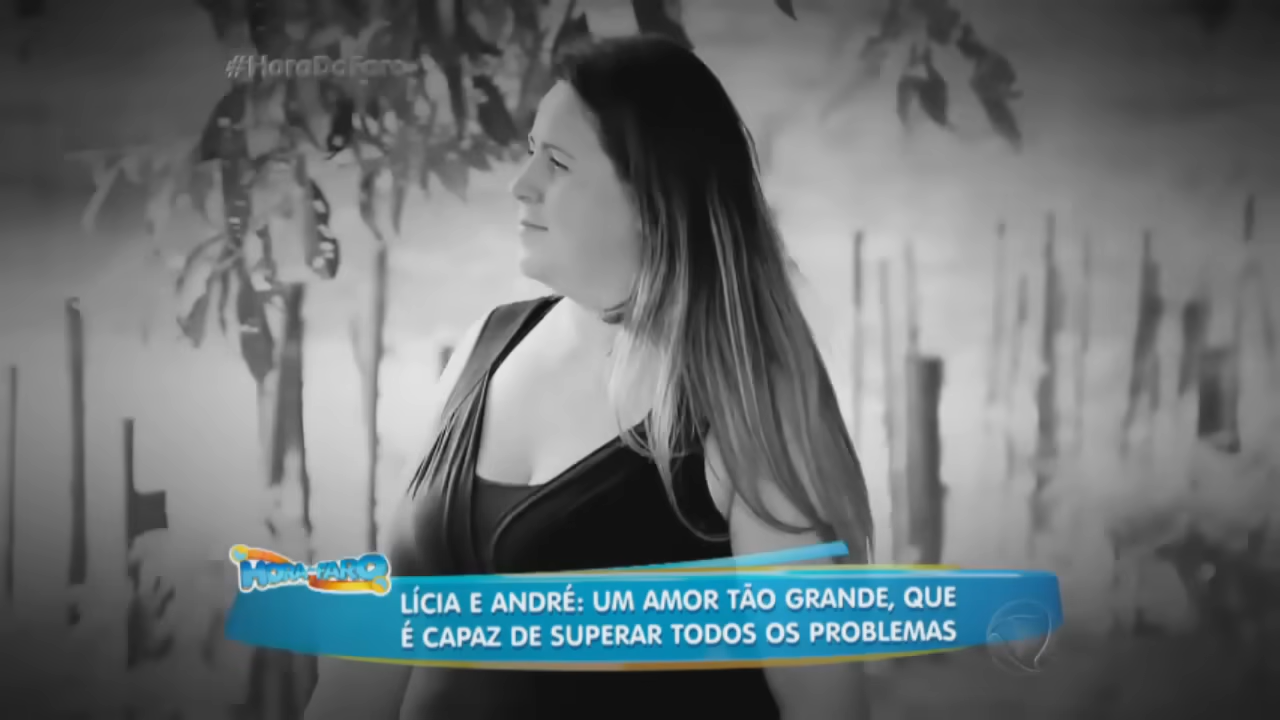 #HoraDoFaro
HORA DO FARO
LÍCIA E ANDRÉ: UM AMOR TÃO GRANDE, QUE
É CAPAZ DE SUPERAR TODOS OS PROBLEMAS